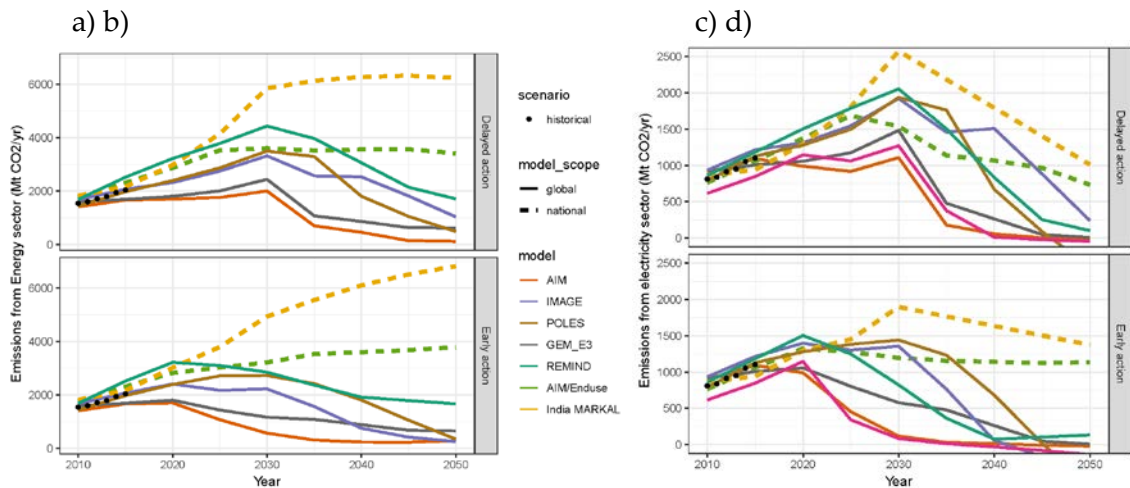 a) b)
c) d)
Emissions from Energy sector (Mt CO2/yr)
6000
4000
2000
0
Delayed action
6000
4000
2000
0
Early action
2010
2020
2030
2040
2050
Year
scenario
historical
model_scope
global
national
model
AIM
IMAGE
POLES
GEM_E3
REMIND
AIM/Enduse
India MARKAL
Emissions from electricity sector (Mt CO2/yr)
2500
2000
1500
1000
500
0
Delayed action
2500
2000
1500
1000
500
0
Early action
2010
2020
2030
2040
2050
Year